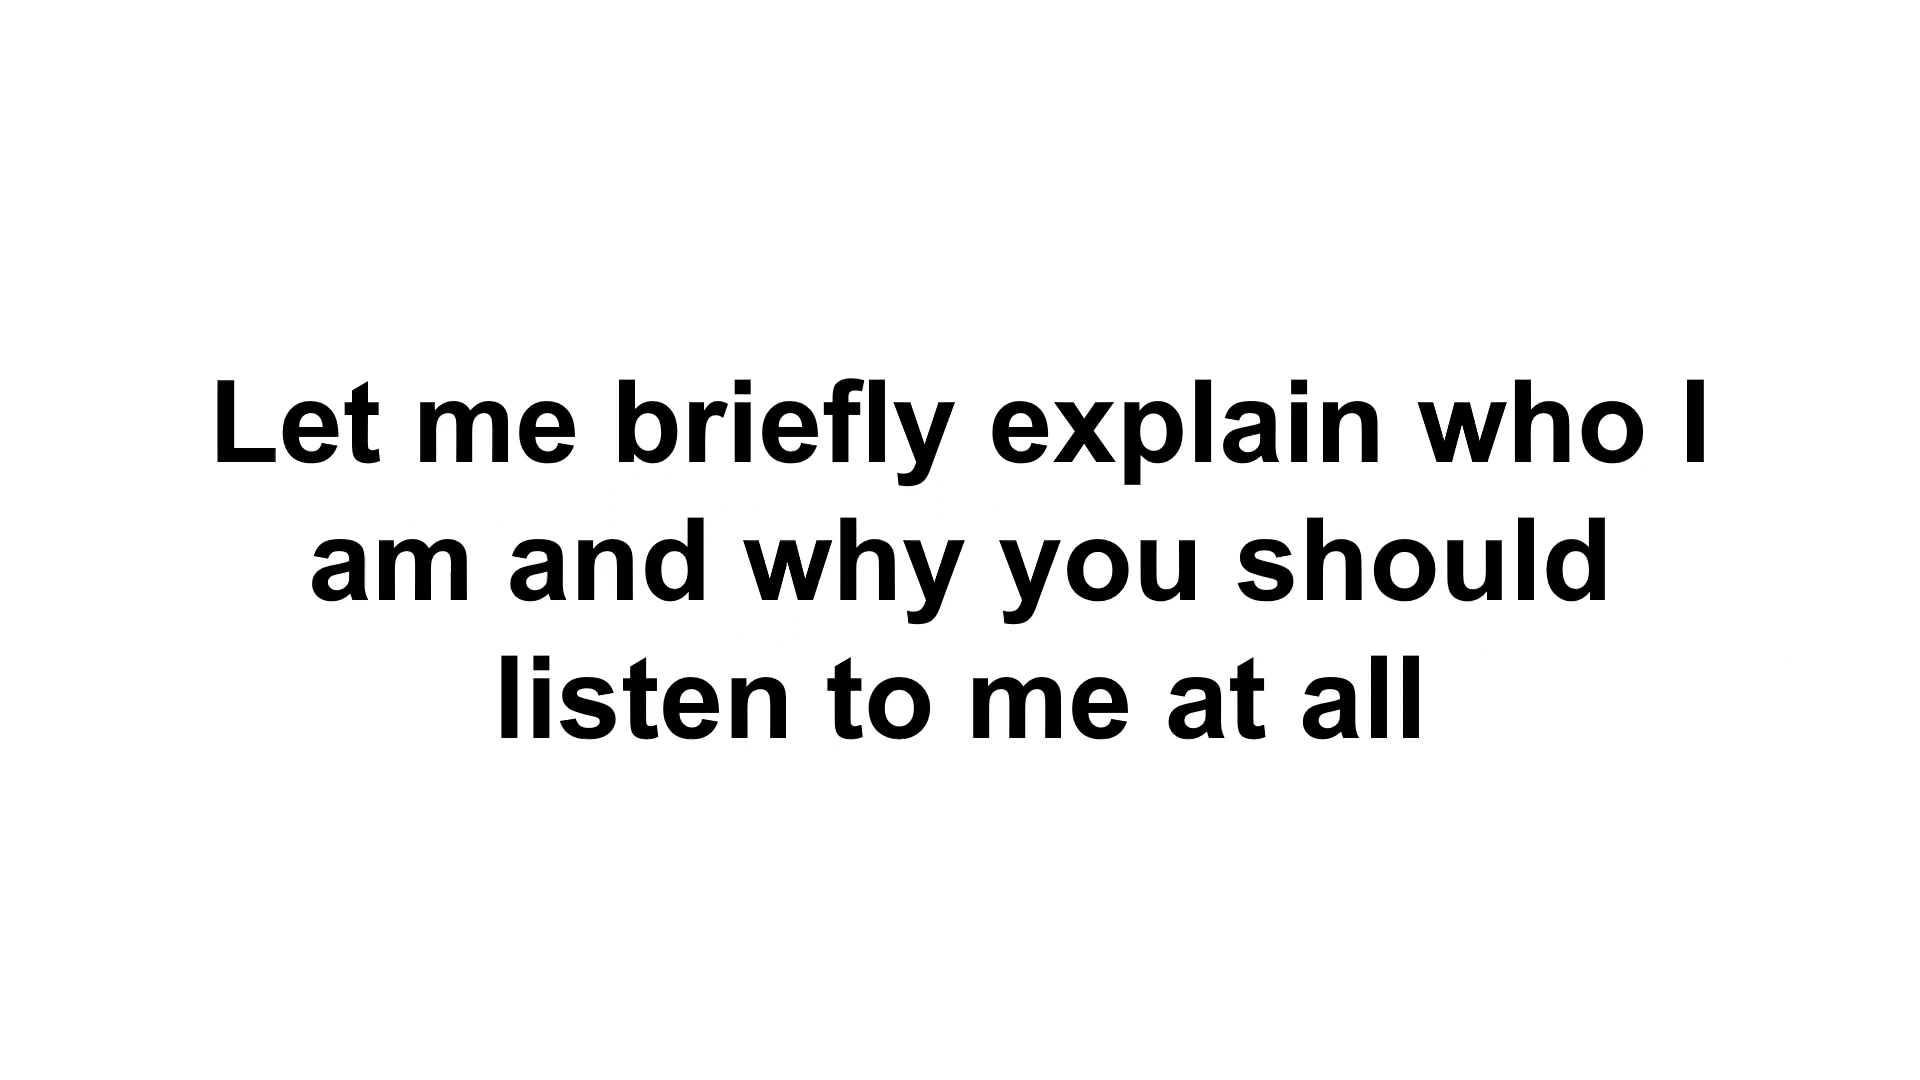 Let me briefly explain who I
am and why you should
listen to me at all